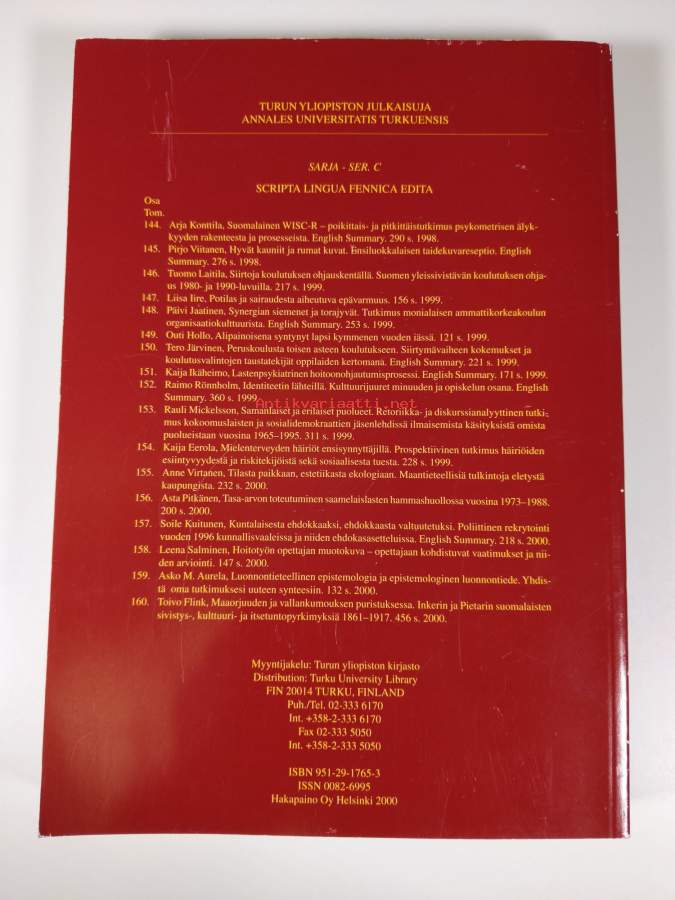 TURUN YLIOPISTON JULKAISUJA
ANNALES UNIVERSITATIS TURKUENSIS
SARJA - SER. C
SCRIPTA LINGUA FENNICA EDITA
Osa
Tom.
144. Arja Konttila, Suomalainen WISC-R – poikittais- ja pitkittäistutkimus psykometrisen älyk-
kyyden rakenteesta ja prosesseista. English Summary. 290 s. 1998.
145. Pirjo Viitanen, Hyvät kauniit ja rumat kuvat. Ensiluokkalaisen taidekuvareseptio. English
Summary. 276 s. 1998.
146. Tuomo Laitila, Siirtoja koulutuksen ohjauskentällä. Suomen yleissivistävän koulutuksen ohja-
us 1980- ja 1990-luvuilla. 217 s. 1999.
147. Liisa Iire, Potilas ja sairaudesta aiheutuva epävarmuus. 156 s. 1999.
148. Päivi Jaatinen, Synergian siemenet ja torajyvät. Tutkimus monialaisen ammattikorkeakoulun
organisaatiokulttuurista. English Summary. 253 s. 1999.
149. Outi Hollo, Alipainoisena syntynyt lapsi kymmenen vuoden iässä. 121 s. 1999.
150. Tero Järvinen, Peruskoulusta toisen asteen koulutukseen. Siirtymävaiheen kokemukset ja
koulutusvalintojen taustatekijät oppilaiden kertomana. English Summary. 221 s. 1999.
151. Kaija Ikäheimo, Lastenpsykiatrinen hoitoonohjautumisprosessi. English Summary. 171 s. 1999.
152. Raimo Rönmholm, Identiteetin lähteillä. Kulttuurijuuret minuuden ja opiskelun osana. English
Summary. 360 s. 1999.
Antikvariaatti.net
153. Rauli Mickelsson, Samanlaiset ja erilaiset puolueet. Retoriikka- ja diskurssianalyyttinen tutki-
mus kokoomuslaisten ja sosialidemokraattien jäsenlehdissä ilmaisemista käsityksistä omista
puolueistaan vuosina 1965–1995. 311 s. 1999.
154. Kaija Eerola, Mielenterveyden häiriöt ensisynnyttäjillä. Prospektiivinen tutkimus häiriöiden
esiintyvyydestä ja riskitekijöistä sekä sosiaalisesta tuesta. 228 s. 1999.
155. Anne Virtanen, Tilasta paikkaan, estetiikasta ekologiaan. Maantieteellisiä tulkintoja eletystä
kaupungista. 232 s. 2000.
156. Asta Pitkänen, Tasa-arvon toteutuminen saamelaislasten hammashuollossa vuosina 1973–1988.
200 s. 2000.
157. Soile Kuitunen, Kuntalaisesta ehdokkaaksi, ehdokkaasta valtuutetuksi. Poliittinen rekrytointi
vuoden 1996 kunnallisvaaleissa ja niiden ehdokasasetteluissa. English Summary. 218 s. 2000.
158. Leena Salminen, Hoitotyön opettajan muotokuva – opettajaan kohdistuvat vaatimukset ja nii-
den arviointi. 147 s. 2000.
159. Asko M. Aurela, Luonnontieteellinen epistemologia ja epistemologinen luonnontiede. Yhdis-
tä oma tutkimuksesi uuteen synteesiin. 132 s. 2000.
160. Toivo Flink, Maaorjuuden ja vallankumouksen puristuksessa. Inkerin ja Pietarin suomalaisten
sivistys-, kulttuuri- ja itsetuntopyrkimyksiä 1861–1917. 456 s. 2000.
Myyntijakelu: Turun yliopiston kirjasto
Distribution: Turku University Library
FIN 20014 TURKU, FINLAND
Puh./Tel. 02-333 6170
Int. +358-2-333 6170
Fax 02-333 5050
Int. +358-2-333 5050
ISBN 951-29-1765-3
ISSN 0082-6995
Hakapaino Oy Helsinki 2000